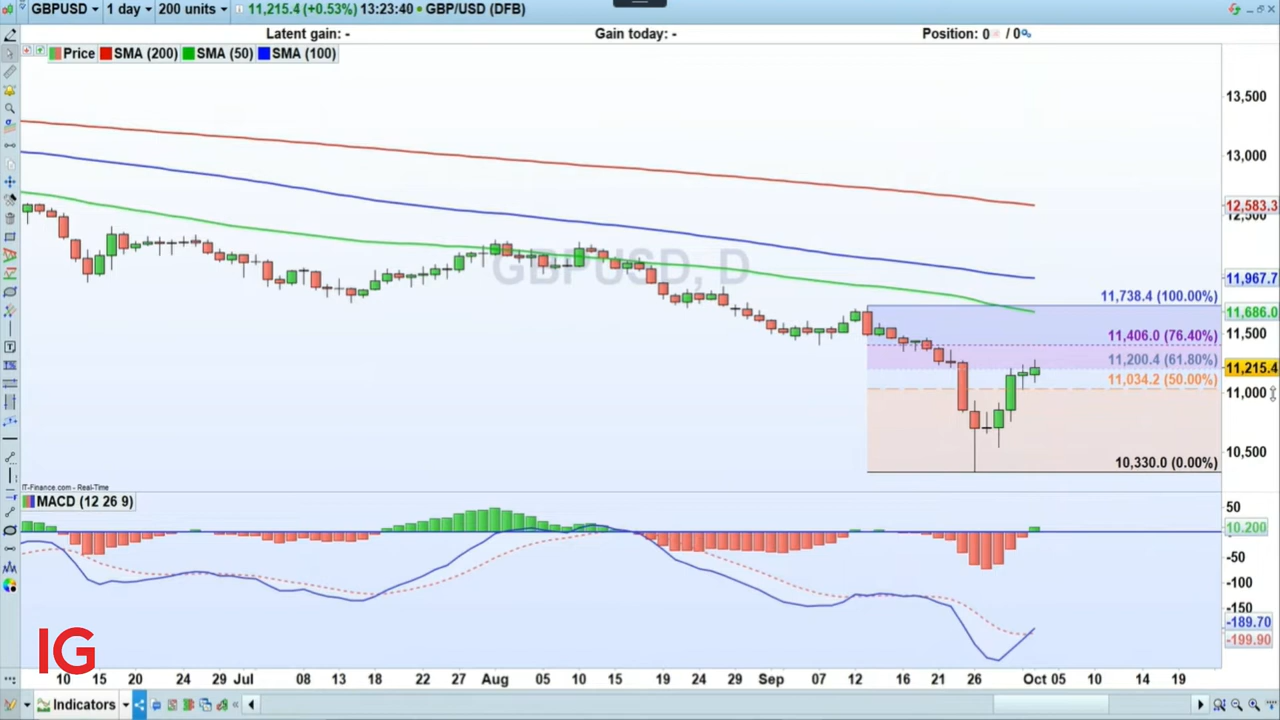 GBPUSD 1 day 200 units 11,215.4 (+0.53%) 13:23:40 GBP/USD (DFB)
Latent gain: - Gain today: - Position: 0 / 0
Price SMA (200) SMA (50) SMA (100)
13,500
13,000
12,583.3
12,500
GBPUSD, D
11,967.7
11,738.4 (100.00%)
11,686.0
11,406.0 (76.40%) 11,500
11,200.4 (61.80%)
11,215.4
11,034.2 (50.00%)
11,000
10,500
10,330.0 (0.00%)
IT-Finance.com - Real-Time
MACD (12 26 9)
50
10.200
-50
-100
-150
-189.70
-199.90
IG
10 15 20 24 29 Jul 08 13 18 22 27 Aug 05 10 15 19 24 29 Sep 07 12 16 21 26 Oct 05 10 14 19
Indicators